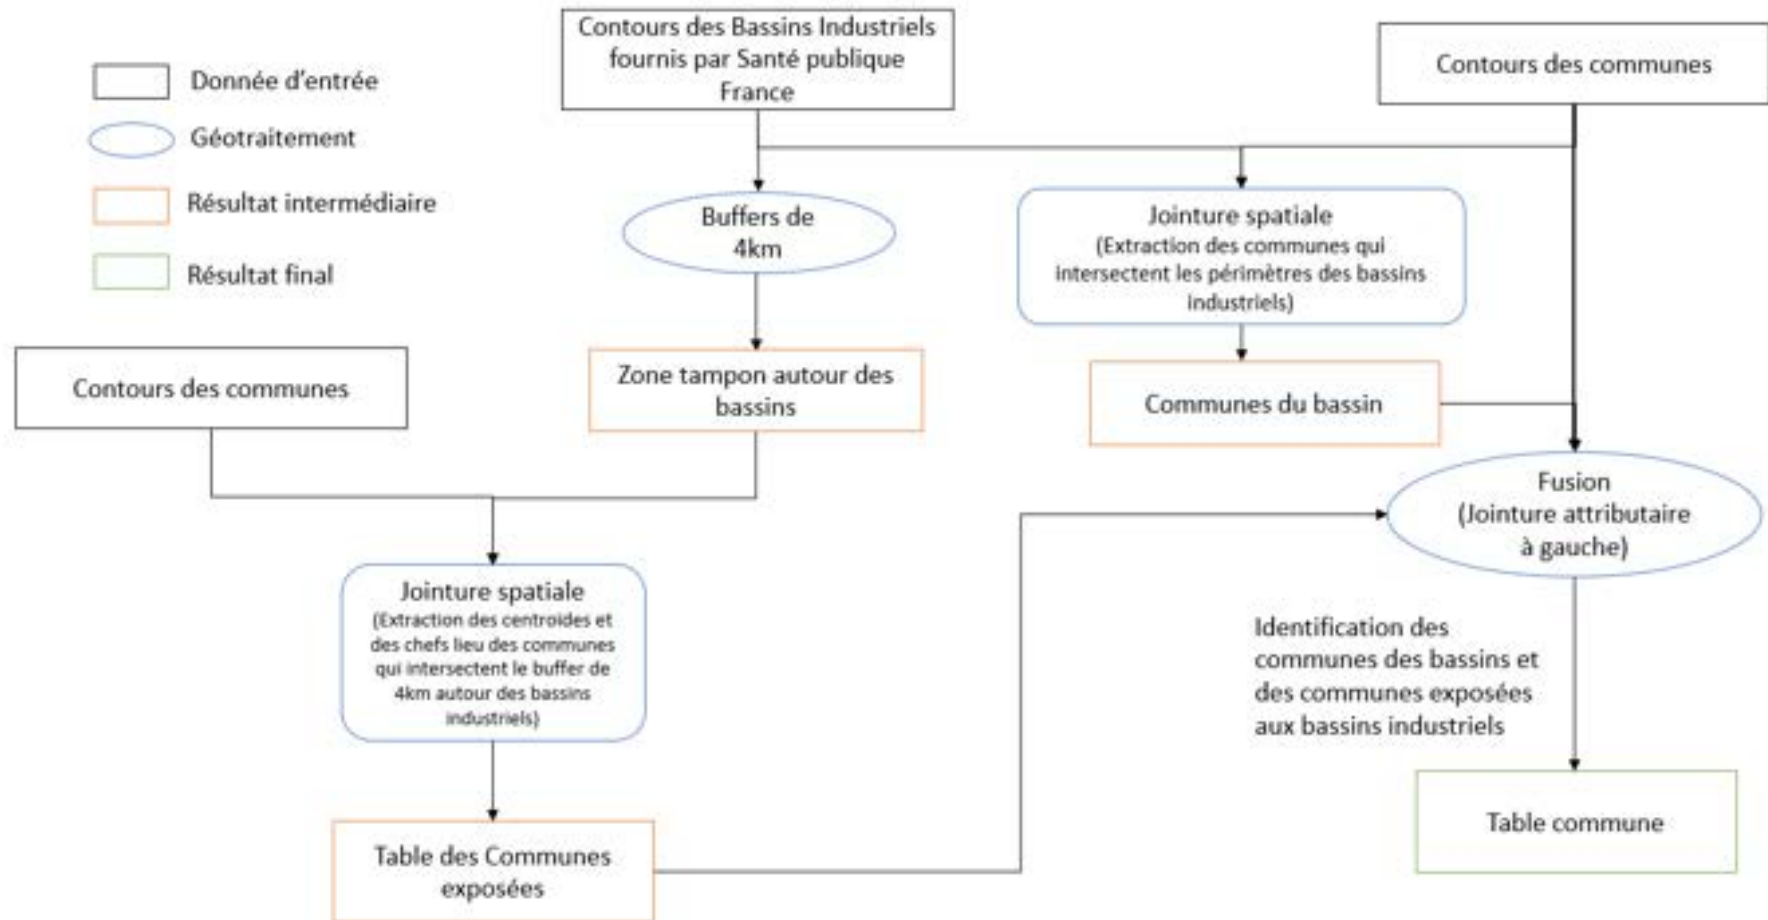 Contours des Bassins Industriels
fournis par Santé publique
France
Contours des communes
Donnée d'entrée
Géotraitement
Résultat intermédiaire
Résultat final
Buffers de
4km
Jointure spatiale
(Extraction des communes qui
intersectent les périmètres des bassins
industriels)
Contours des communes
Zone tampon autour des
bassins
Communes du bassin
Fusion
(Jointure attributaire
à gauche)
Jointure spatiale
(Extraction des centroides et
des chefs lieu des communes
qui intersectent le buffer de
4km autour des bassins
industriels)
Identification des
communes des bassins et
des communes exposées
aux bassins industriels
Table des Communes
exposées
Table commune